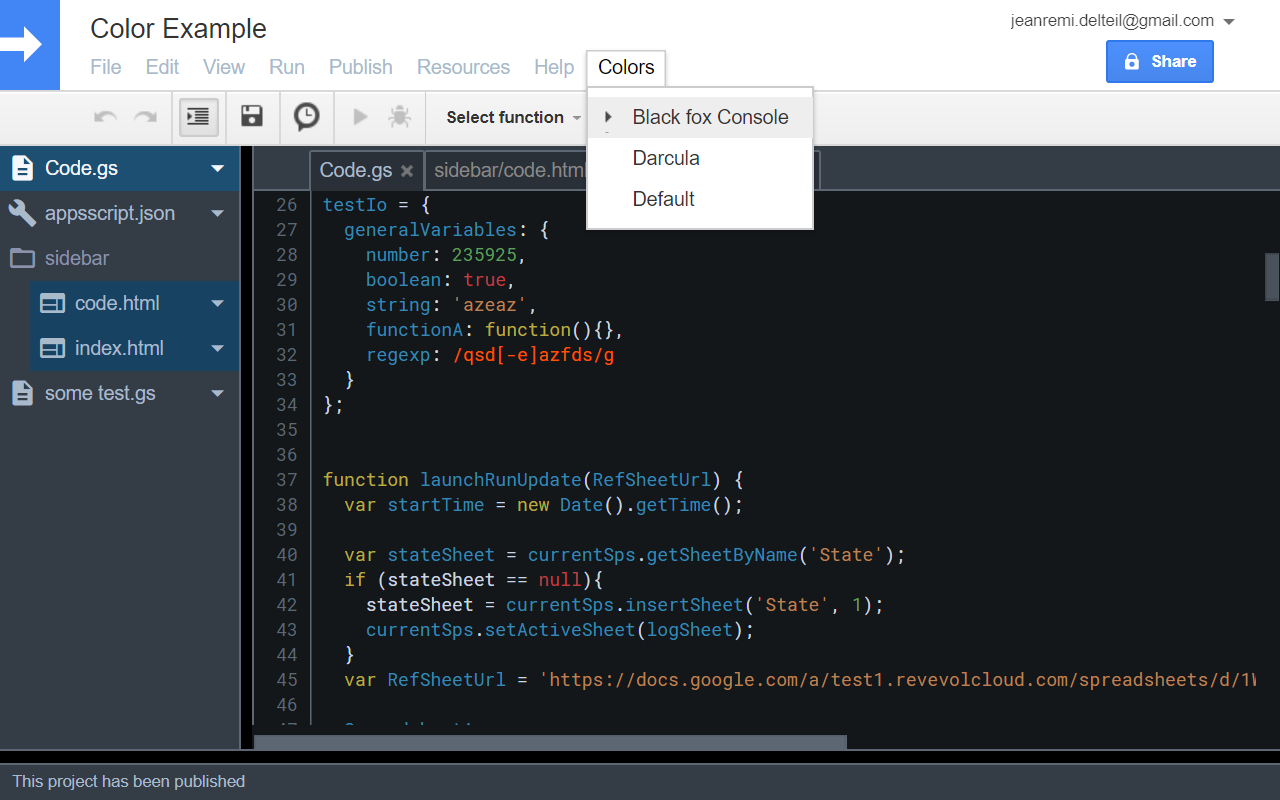 Color Example
jeanremi.delteil@gmail.com
File Edit View Run Publish Resources Help Colors
Share
Select function
Black fox Console
Darcula
Default
Code.gs
appsscript.json
sidebar
code.html
index.html
some test.gs
Code.gs × sidebar/code.html
26 testIo = {
27 generalVariables: {
28 number: 235925,
29 boolean: true,
30 string: 'azeaz',
31 functionA: function(){},
32 regexp: /qsd[-e]azfds/g
33 }
34 };
35
36
37 function launchRunUpdate(RefSheetUrl) {
38 var startTime = new Date().getTime();
39
40 var stateSheet = currentSps.getSheetByName('State');
41 if (stateSheet == null){
42 stateSheet = currentSps.insertSheet('State', 1);
43 currentSps.setActiveSheet(logSheet);
44 }
45 var RefSheetUrl = 'https://docs.google.com/a/test1.revevolcloud.com/spreadsheets/d/1W
46
This project has been published